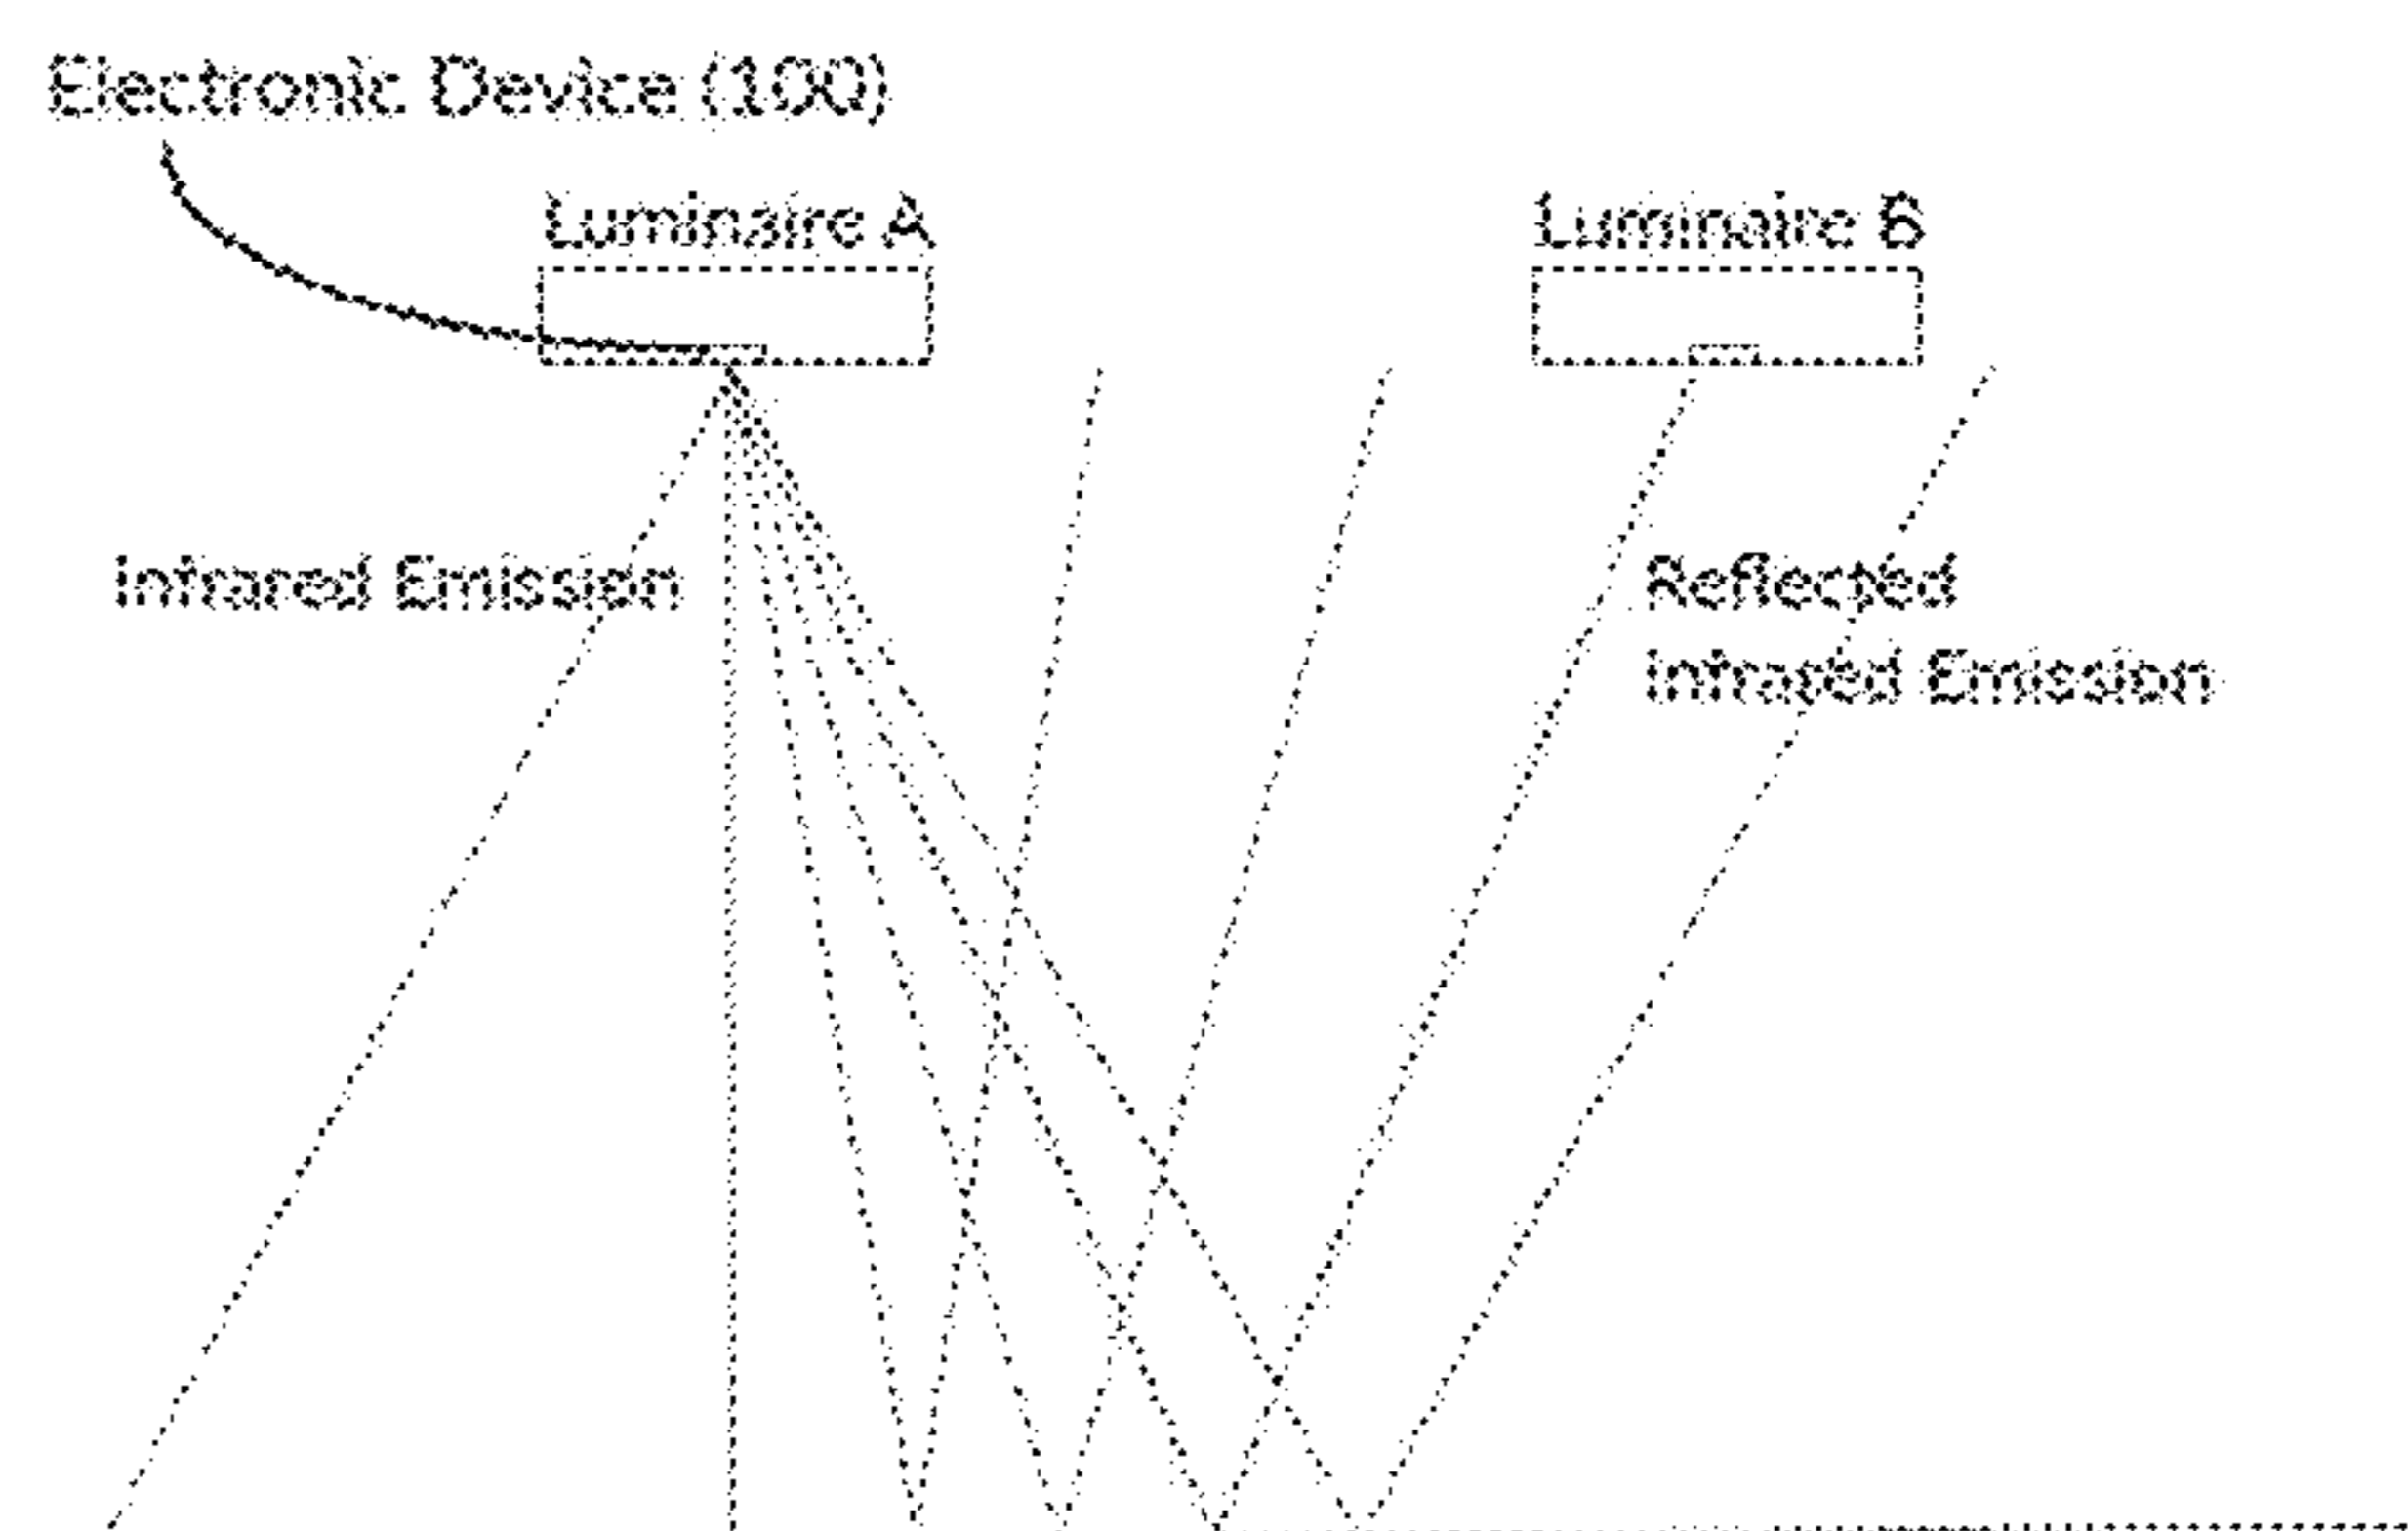 Electronic Device (100)
Luminaire A
Luminaire B
Infrared Emission
Reflected
Infrared Emission